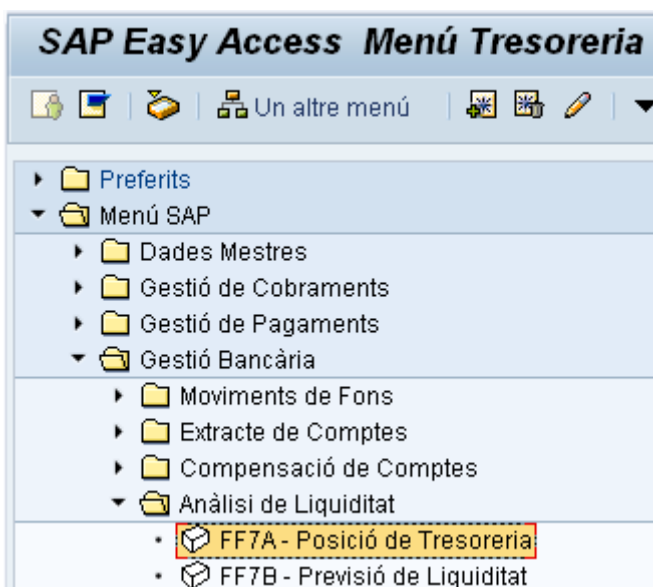 SAP Easy Access Menú Tresoreria
Un altre menú
Preferits
Menú SAP
Dades Mestres
Gestió de Cobraments
Gestió de Pagaments
Gestió Bancària
Moviments de Fons
Extracte de Comptes
Compensació de Comptes
Anàlisi de Liquiditat
FF7A - Posició de Tresoreria
FF7B - Previsió de Liquiditat